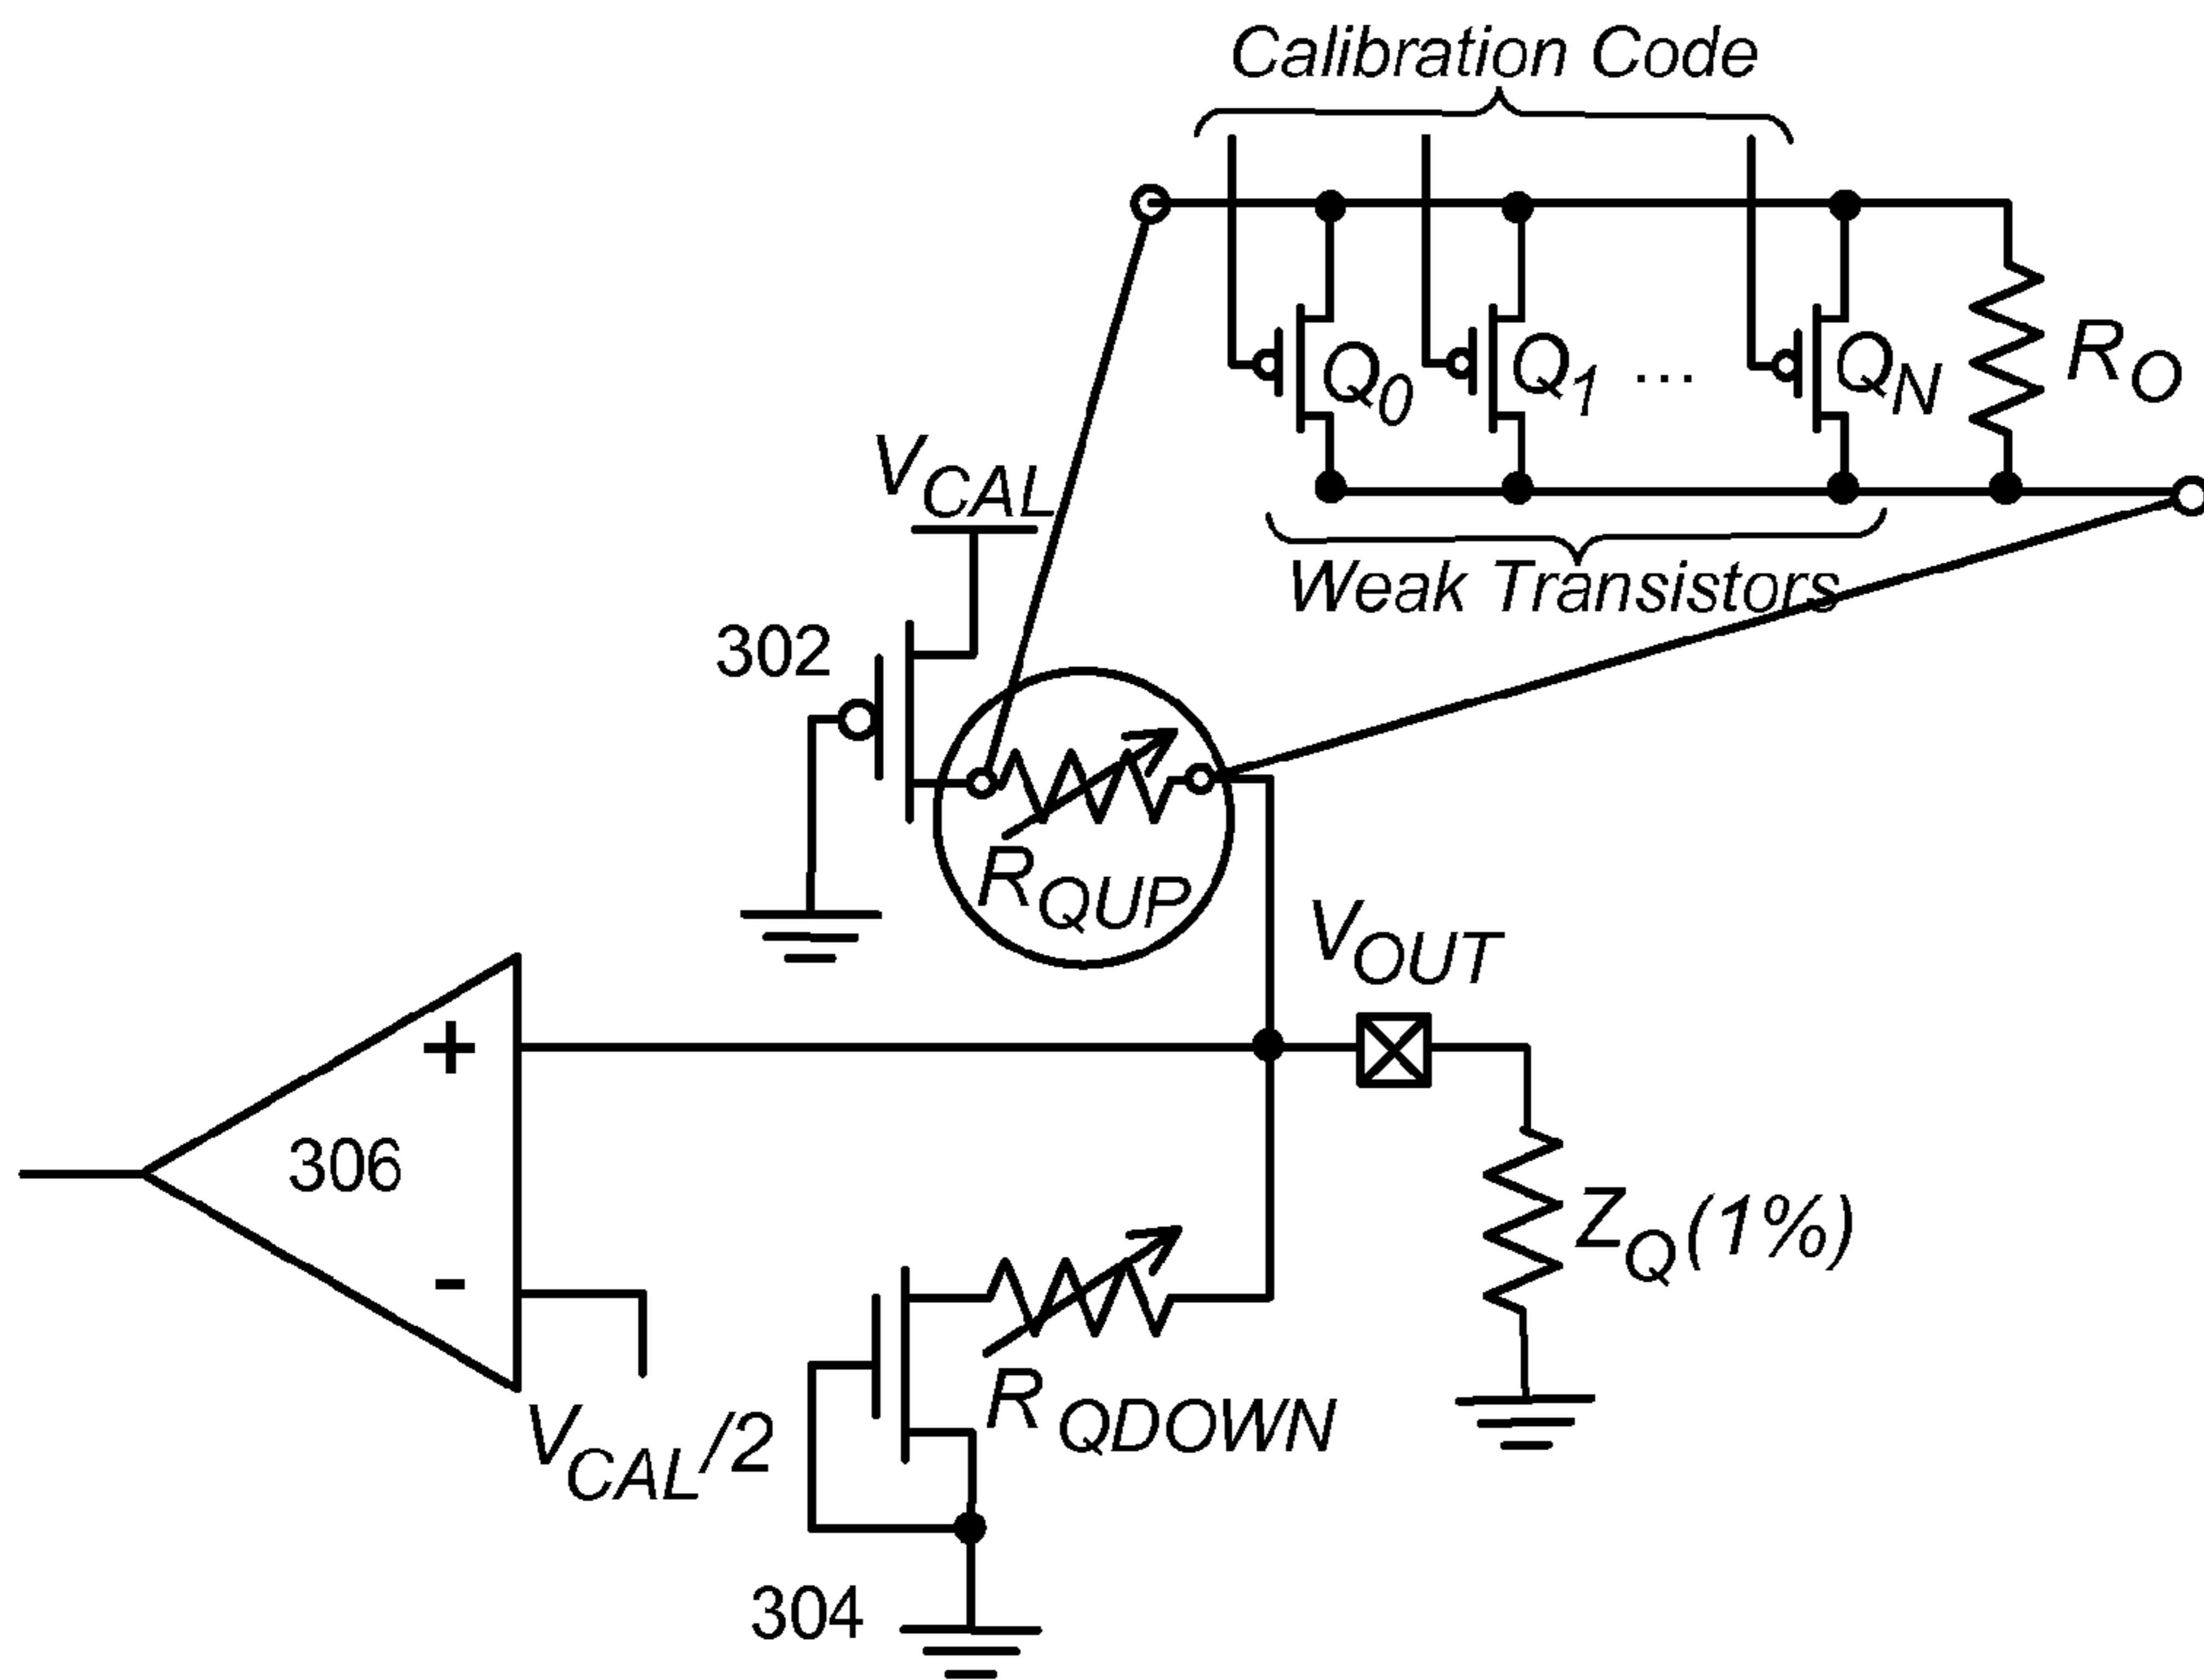 Calibration Code
Q0 Q1 ... QN RO
VCAL
Weak Transistors
302
RQUP
VOUT
+
306
ZQ(1%)
-
RQDOWN
VCAL/2
304